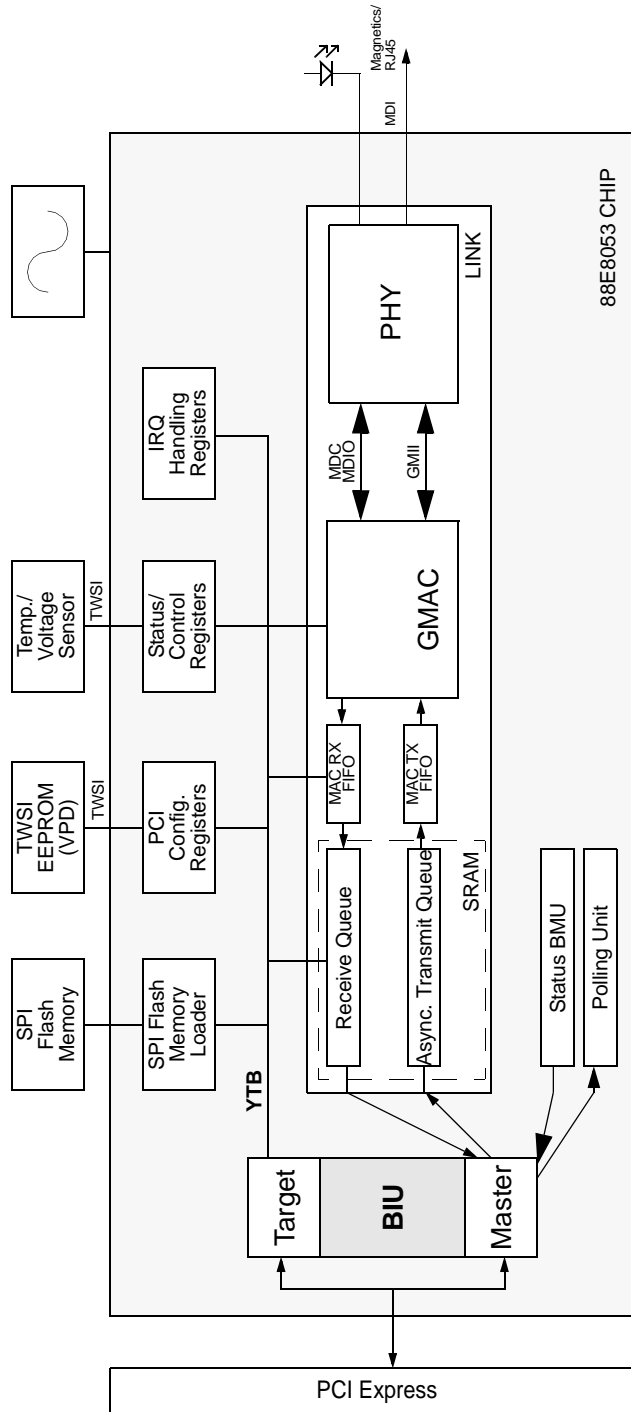 SPI
Flash
Memory
TWSI
EEPROM
(VPD)
Temp./
Voltage
Sensor
TWSI
TWSI
SPI Flash
Memory
Loader
PCI
Config.
Registers
Status/
Control
Registers
IRQ
Handling
Registers
YTB
Target
BIU
Master
Receive Queue
Async. Transmit Queue
SRAM
MAC RX
FIFO
MAC TX
FIFO
GMAC
MDC
MDIO
GMII
PHY
LINK
MDI
Magnetics/
RJ45
Status BMU
Polling Unit
88E8053 CHIP
PCI Express